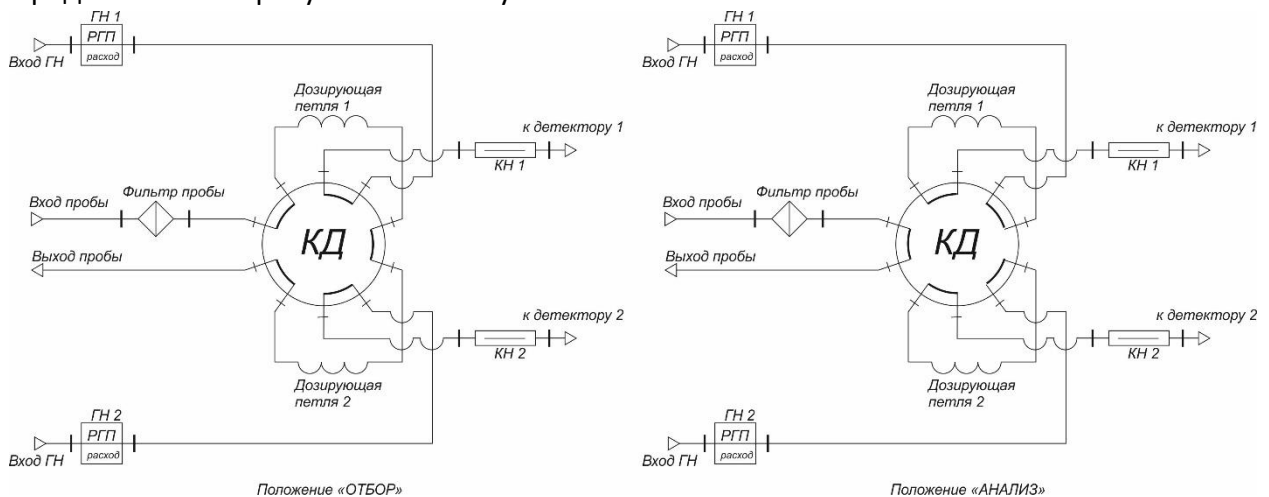 ГН 1
РГП
расход
Вход ГН
Дозирующая
петля 1
к детектору 1
КН 1
Вход пробы
Фильтр пробы
Выход пробы
КД
к детектору 2
КН 2
Дозирующая
петля 2
ГН 2
РГП
расход
Вход ГН
Положение «ОТБОР»
ГН 1
РГП
расход
Вход ГН
Дозирующая
петля 1
к детектору 1
КН 1
Вход пробы
Фильтр пробы
Выход пробы
КД
к детектору 2
КН 2
Дозирующая
петля 2
ГН 2
РГП
расход
Вход ГН
Положение «АНАЛИЗ»